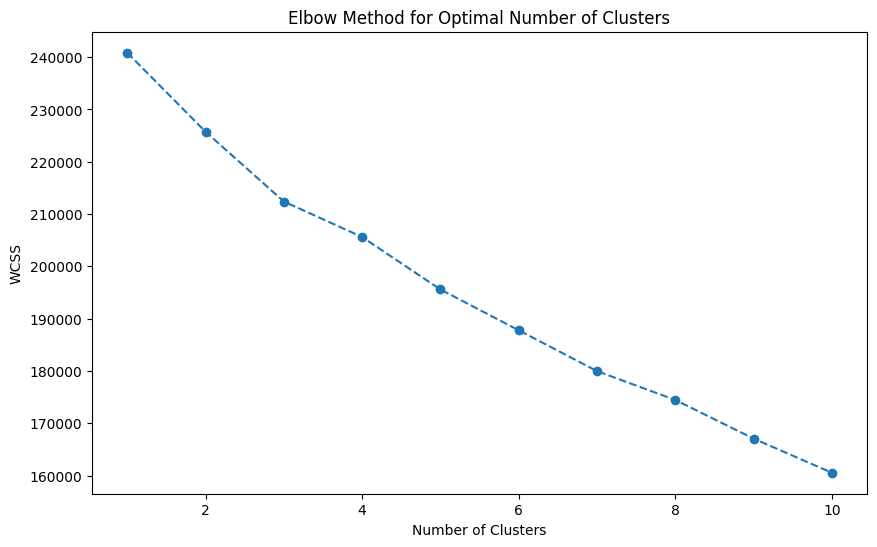 Elbow Method for Optimal Number of Clusters
240000
230000
220000
210000
200000
190000
180000
170000
160000
WCSS
2 4 6 8 10
Number of Clusters